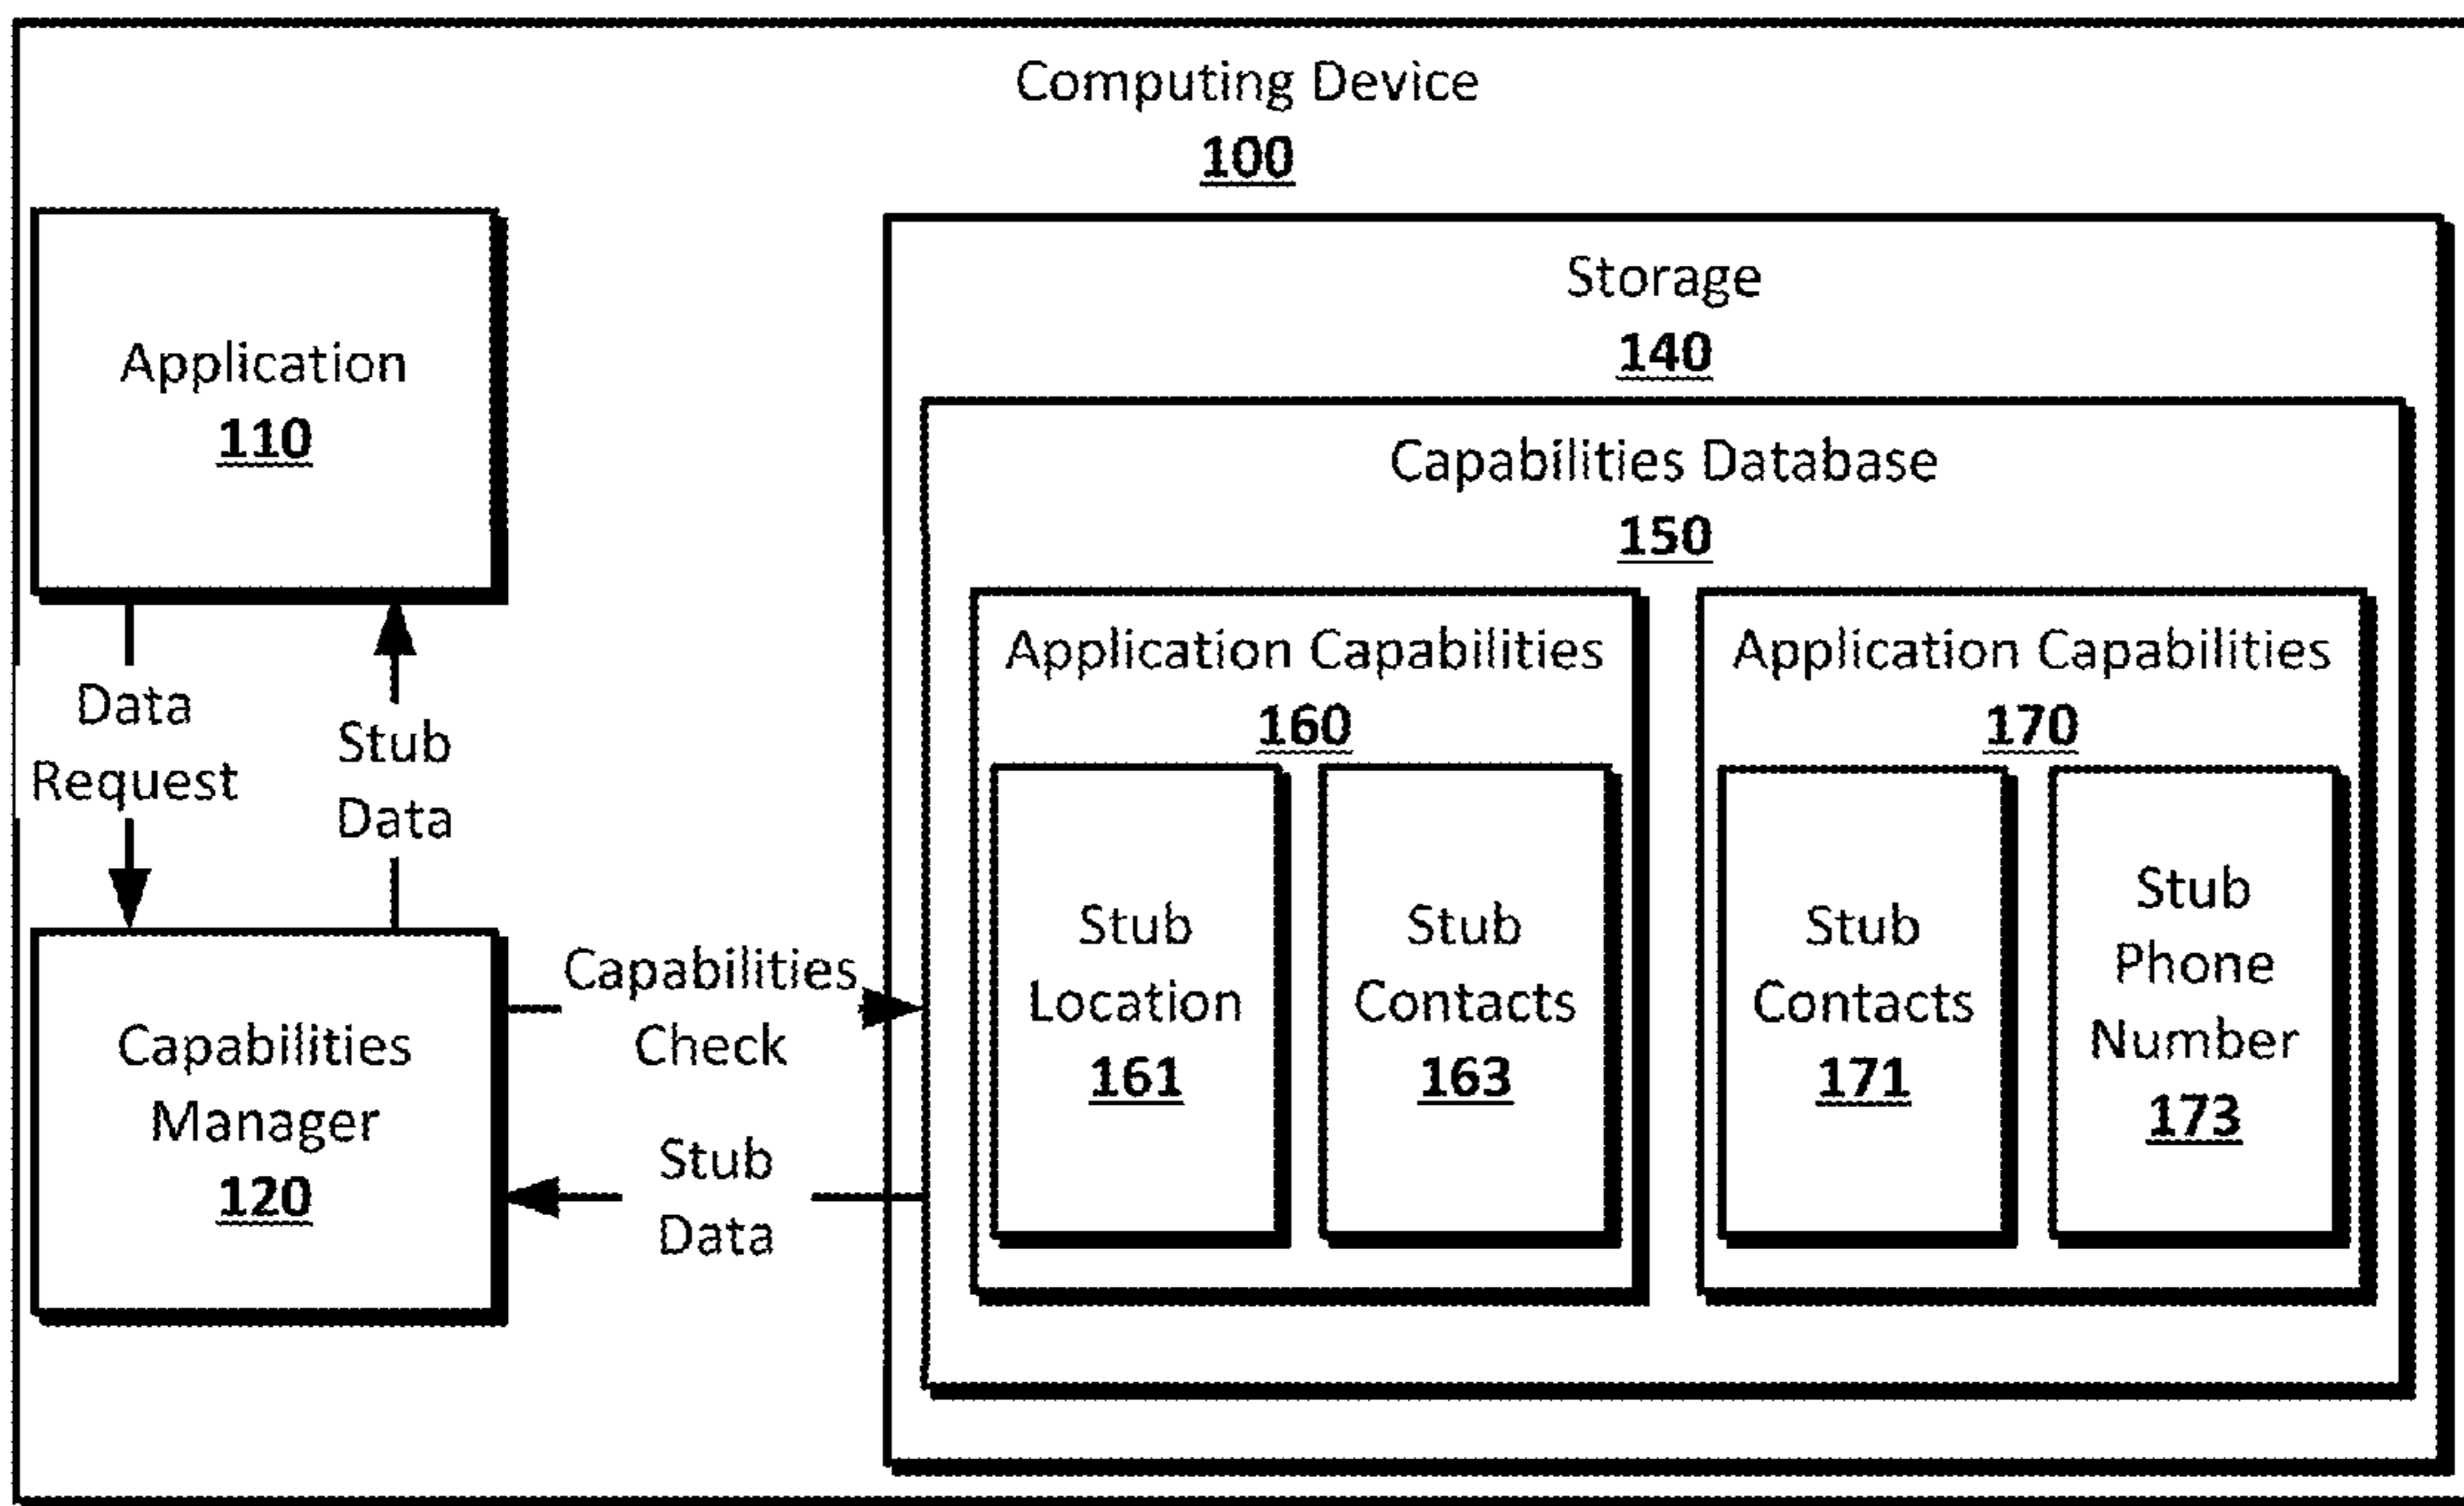 Computing Device
100
Application
110
Data
Request
Stub
Data
Capabilities
Manager
120
Capabilities
Check
Stub
Data
Storage
140
Capabilities Database
150
Application Capabilities
160
Stub
Location
161
Stub
Contacts
163
Application Capabilities
170
Stub
Contacts
171
Stub
Phone
Number
173